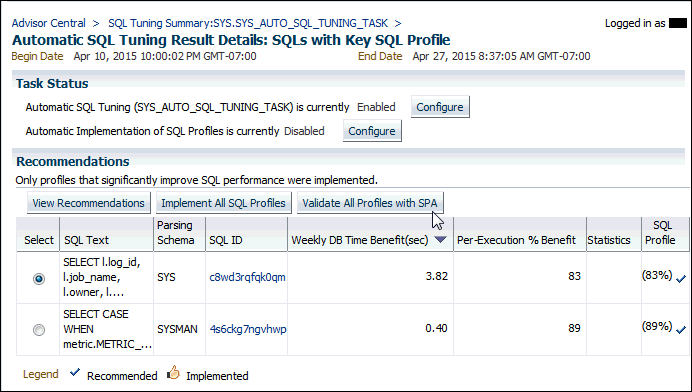 Advisor Central > SQL Tuning Summary:SYS.SYS_AUTO_SQL_TUNING_TASK > Logged in as
Automatic SQL Tuning Result Details: SQLs with Key SQL Profile
Begin Date Apr 10, 2015 10:00:02 PM GMT-07:00 End Date Apr 27, 2015 8:37:05 AM GMT-07:00
Task Status
Automatic SQL Tuning (SYS_AUTO_SQL_TUNING_TASK) is currently Enabled Configure
Automatic Implementation of SQL Profiles is currently Disabled Configure
Recommendations
Only profiles that significantly improve SQL performance were implemented.
View Recommendations Implement All SQL Profiles Validate All Profiles with SPA
Select SQL Text Parsing Schema SQL ID Weekly DB Time Benefit(sec) Per-Execution % Benefit Statistics SQL Profile
SELECT l.log_id, l.job_name, l.owner, l.... SYS c8wd3rqfqk0qm 3.82 83 (83%)
SELECT CASE WHEN metric.METRIC_... SYSMAN 4s6ckg7ngvhwp 0.40 89 (89%)
Legend Recommended Implemented